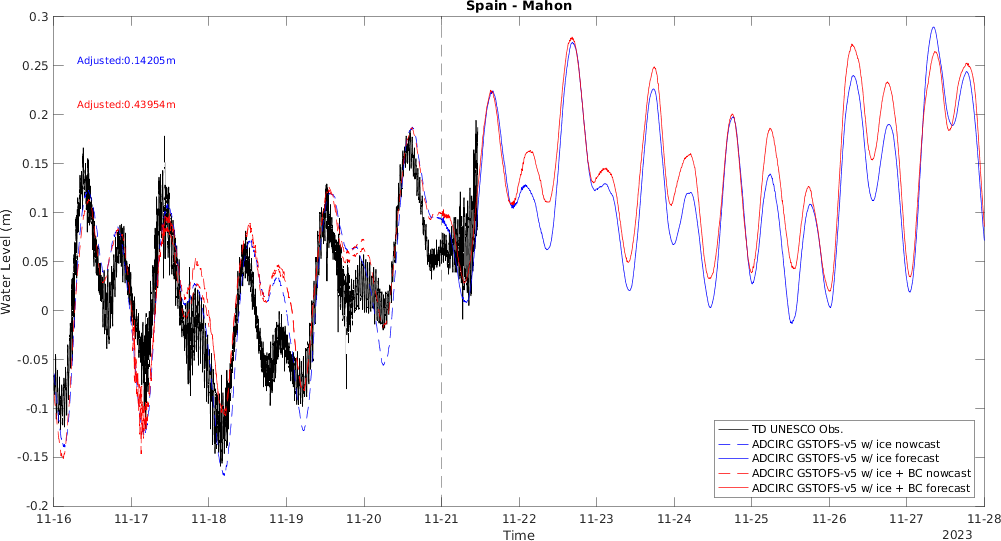 Spain - Mahon
0.3
0.25
0.2
0.15
0.1
0.05
0
-0.05
-0.1
-0.15
-0.2
Water Level (m)
Adjusted:0.14205m
Adjusted:0.43954m
TD UNESCO Obs.
ADCIRC GSTOFS-v5 w/ ice nowcast
ADCIRC GSTOFS-v5 w/ ice forecast
ADCIRC GSTOFS-v5 w/ ice + BC nowcast
ADCIRC GSTOFS-v5 w/ ice + BC forecast
11-16 11-17 11-18 11-19 11-20 11-21 11-22 11-23 11-24 11-25 11-26 11-27 11-28
Time
2023